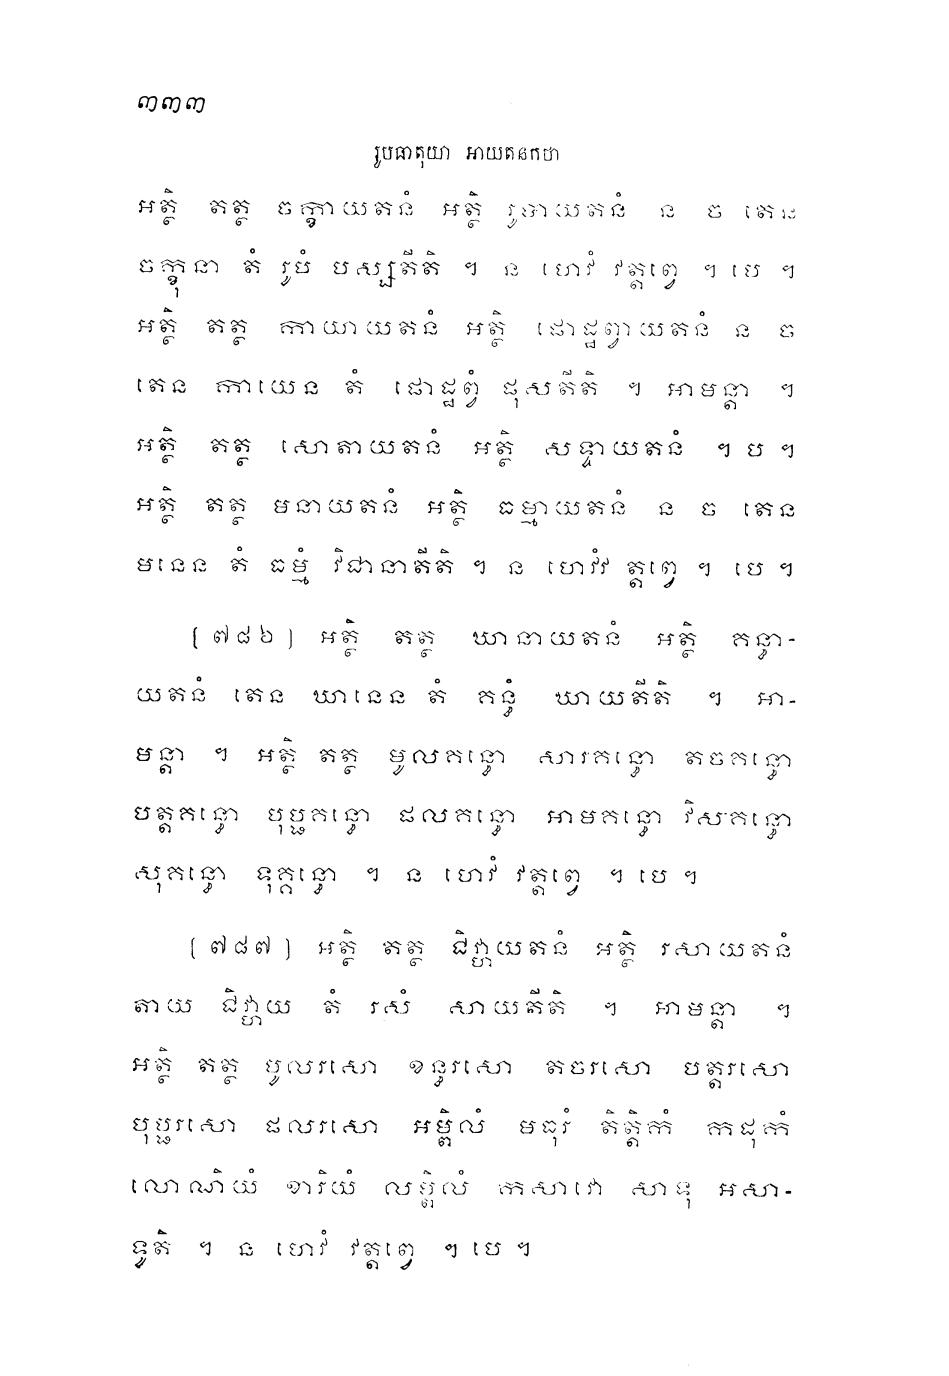 ៣៣៣
រូបធាតុយា អាយតនកថា
អត្ថិ តត្ថ ចក្ខ្វាយតនំ អត្ថិ រូបាយតនំ ន ច តេន
ចក្ខុនា តំ រូបំ បស្សតីតិ ។ ន ហេវំ វត្តព្វេ ។ បេ ។
អត្ថិ តត្ថ កាយាយតនំ អត្ថិ ផោដ្ឋព្វាយតនំ ន ច
តេន កាយេន តំ ផោដ្ឋព្វំ ផុសតីតិ ។ អាមន្តា ។
អត្ថិ តត្ថ សោតាយតនំ អត្ថិ សទ្ទាយតនំ ។ ប ។
អត្ថិ តត្ថ មនាយតនំ អត្ថិ ធម្មាយតនំ ន ច តេន
មនេន តំ ធម្មំ វិជានាតីតិ ។ ន ហេវំវ ត្តព្វេ ។ បេ ។
[៧៨៦] អត្ថិ តត្ថ ឃានាយតនំ អត្ថិ គន្ធា-
យតនំ តេន ឃានេន តំ គន្ធំ ឃាយតីតិ ។ អា-
មន្តា ។ អត្ថិ តត្ថ មូលគន្ធោ សារគន្ធោ តចគន្ធោ
បត្តគន្ធោ បុប្ផគន្ធោ ផលគន្ធោ អាមគន្ធោ វិសគន្ធោ
សុគន្ធោ ទុគ្គន្ធោ ។ ន ហេវំ វត្តព្វេ ។ បេ ។
[៧៨៧] អត្ថិ តត្ថ ជិវ្ហាយតនំ អត្ថិ រសាយតនំ
តាយ ជិវ្ហាយ តំ រសំ សាយតីតិ ។ អាមន្តា ។
អត្ថិ តត្ថ មូលរសោ ខន្ធរសោ តចរសោ បត្តរសោ
បុប្ផរសោ ផលរសោ អម្ពិលំ មធុរំ តិត្តិកំ កដុកំ
លោណិយំ ខារិយំ លម្ពិលំ កសាវោ សាទុ អសា-
ទូតិ ។ ន ហេវំ វត្តព្វេ ។ បេ ។